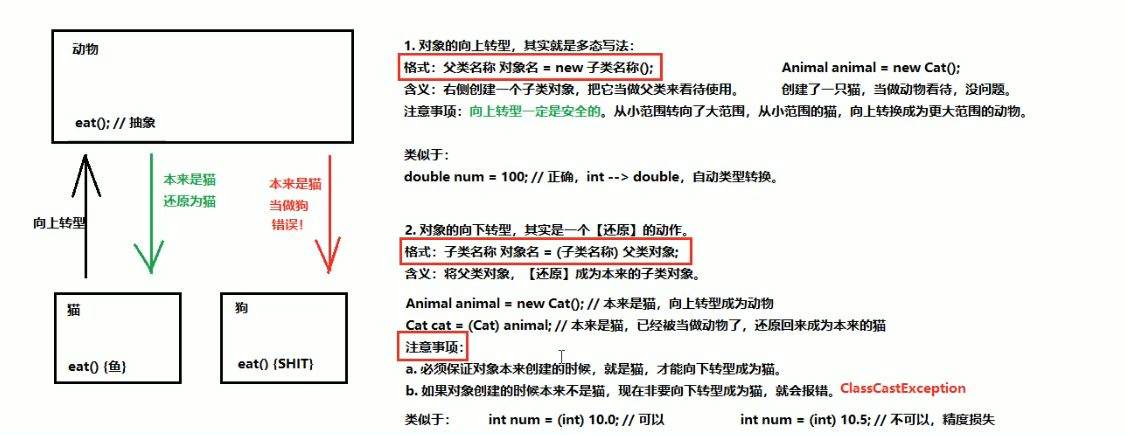 动物
eat(); // 抽象
向上转型
本来是猫
还原为猫
本来是猫
当做狗
错误！
猫
eat() {鱼}
狗
eat() {SHIT}
1. 对象的向上转型，其实就是多态写法：
格式：父类名称 对象名 = new 子类名称();
Animal animal = new Cat();
含义：右侧创建一个子类对象，把它当做父类来看待使用。
创建了一只猫，当做动物看待，没问题。
注意事项：向上转型一定是安全的。从小范围转向了大范围，从小范围的猫，向上转换成为更大范围的动物。
类似于：
double num = 100; // 正确，int --> double，自动类型转换。
2. 对象的向下转型，其实是一个【还原】的动作。
格式：子类名称 对象名 = (子类名称) 父类对象;
含义：将父类对象，【还原】成为本来的子类对象。
Animal animal = new Cat(); // 本来是猫，向上转型成为动物
Cat cat = (Cat) animal; // 本来是猫，已经被当做动物了，还原回来成为本来的猫
注意事项：
a. 必须保证对象本来创建的时候，就是猫，才能向下转型成为猫。
b. 如果对象创建的时候本来不是猫，现在非要向下转型成为猫，就会报错。ClassCastException
类似于： int num = (int) 10.0; // 可以 int num = (int) 10.5; // 不可以，精度损失